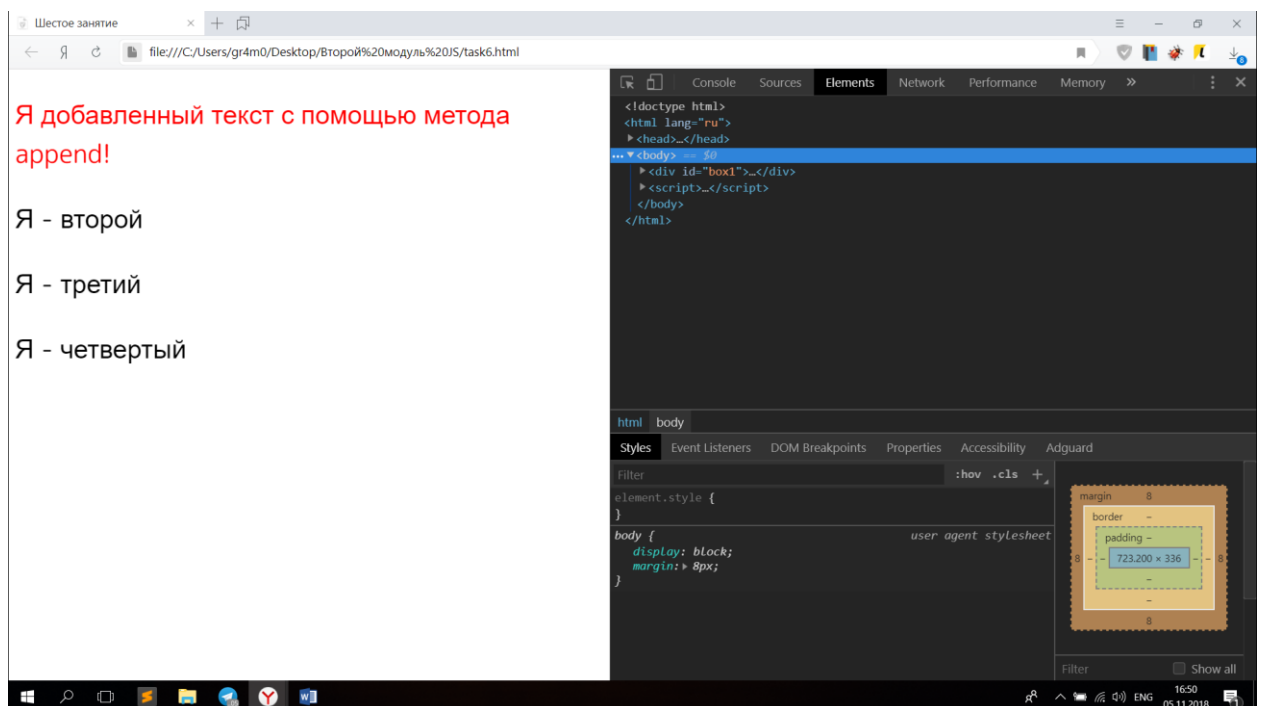 Шестое занятие
file:///C:/Users/gr4m0/Desktop/Второй%20модуль%20JS/task6.html
Я добавленный текст с помощью метода
append!
Я - второй
Я - третий
Я - четвертый
Console Sources Elements Network Performance Memory »
<!doctype html>
<html lang="ru">
<head>…</head>
<body> == $0
<div id="box1">…</div>
<script>…</script>
</body>
</html>
html body
Styles Event Listeners DOM Breakpoints Properties Accessibility Adguard
Filter :hov .cls +
element.style {
}
body { user agent stylesheet
display: block;
margin: 8px;
}
margin 8
border –
padding –
8 – – 723.200 × 336 – – 8
–
–
8
Filter Show all
ENG 16:50
05.11.2018